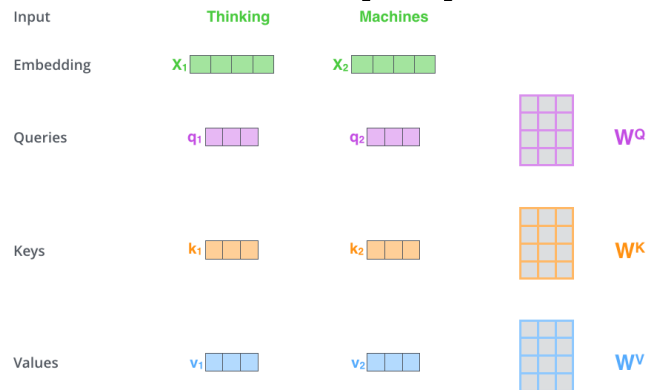 Input Thinking Machines
Embedding X1 X2
Queries q1 q2 WQ
Keys k1 k2 WK
Values v1 v2 WV